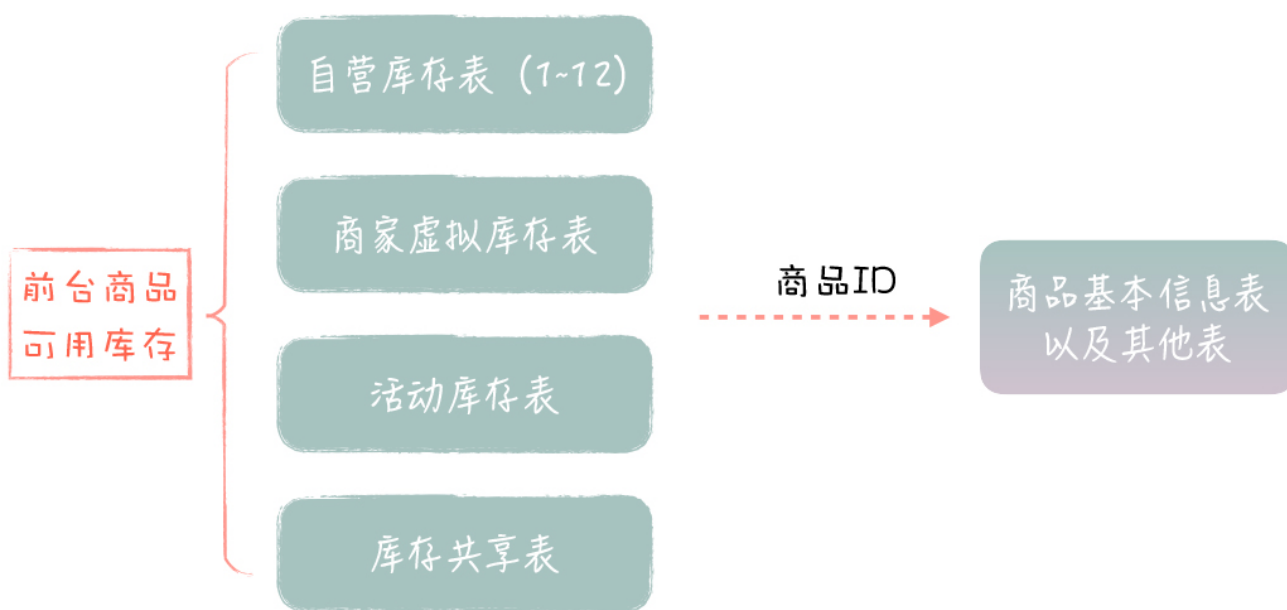 自营库存表 (1~12)
商家虚拟库存表
前台商品
可用库存
活动库存表
库存共享表
商品ID
商品基本信息表
以及其他表